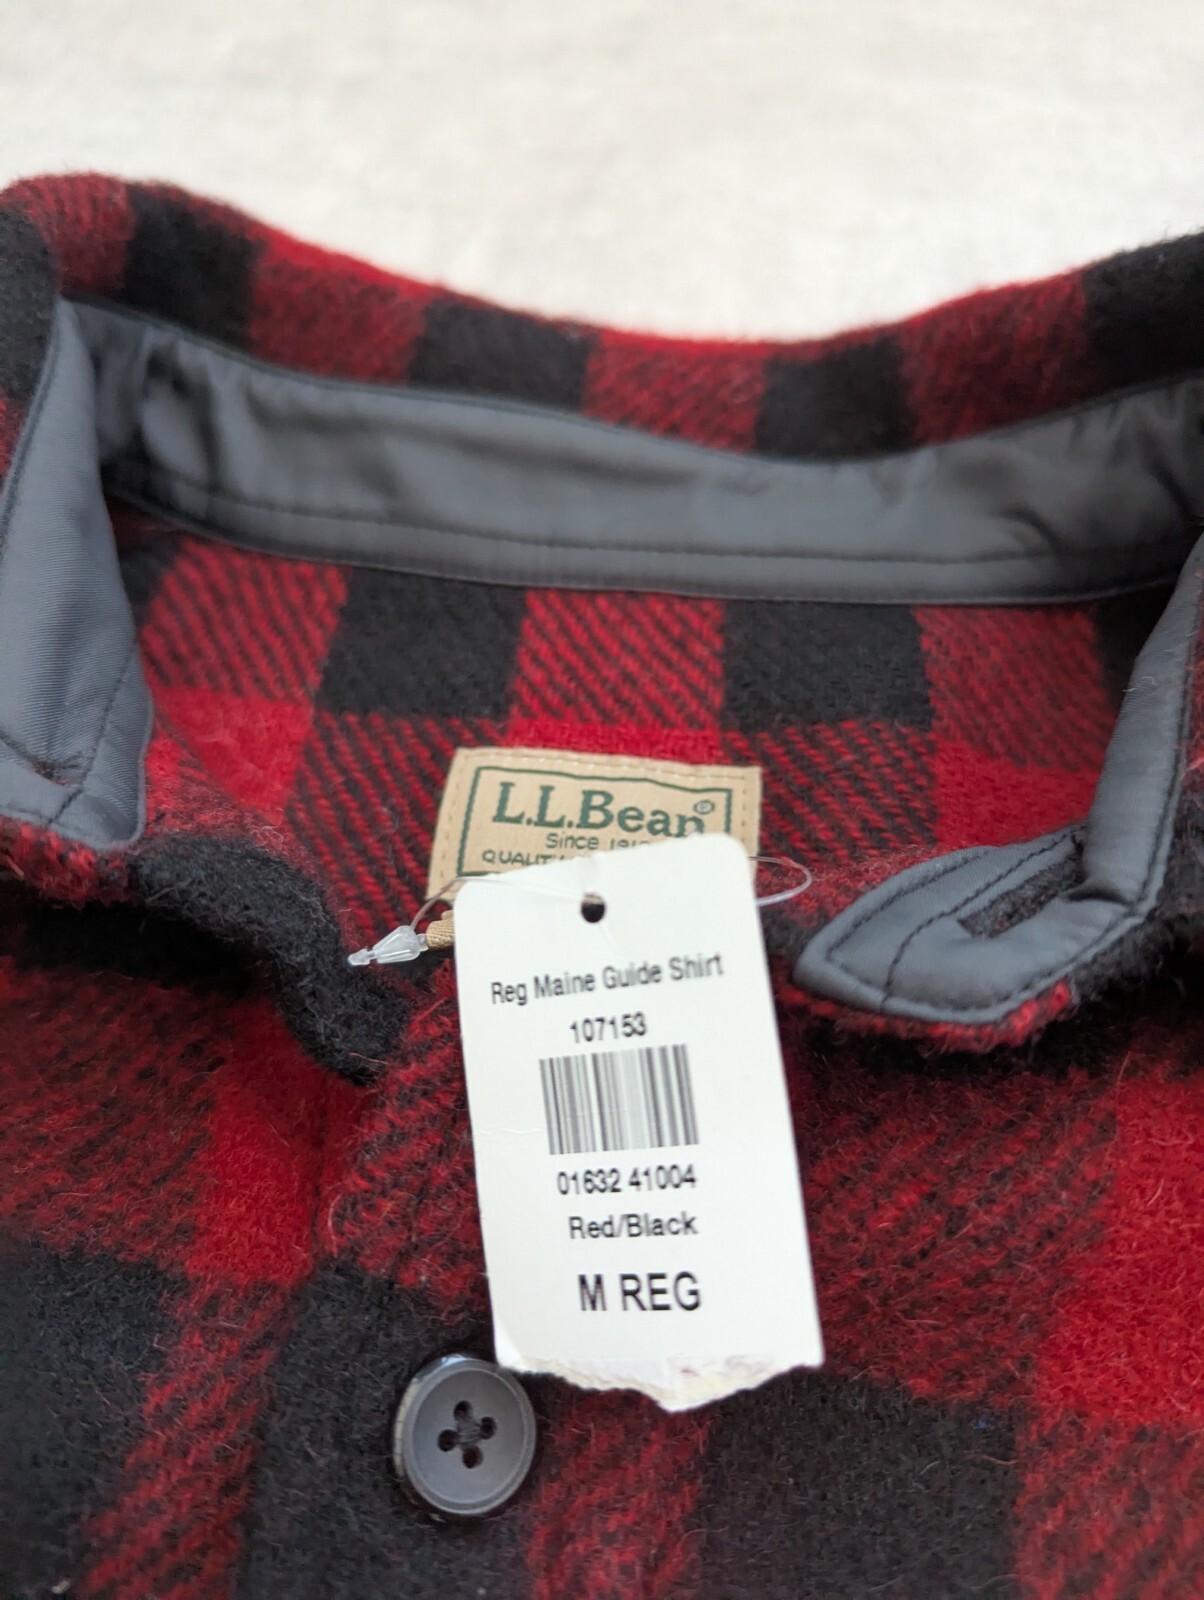 L.L.Bean
Since
Reg Maine Guide Shirt
107153
01632 41004
Red/Black
M REG